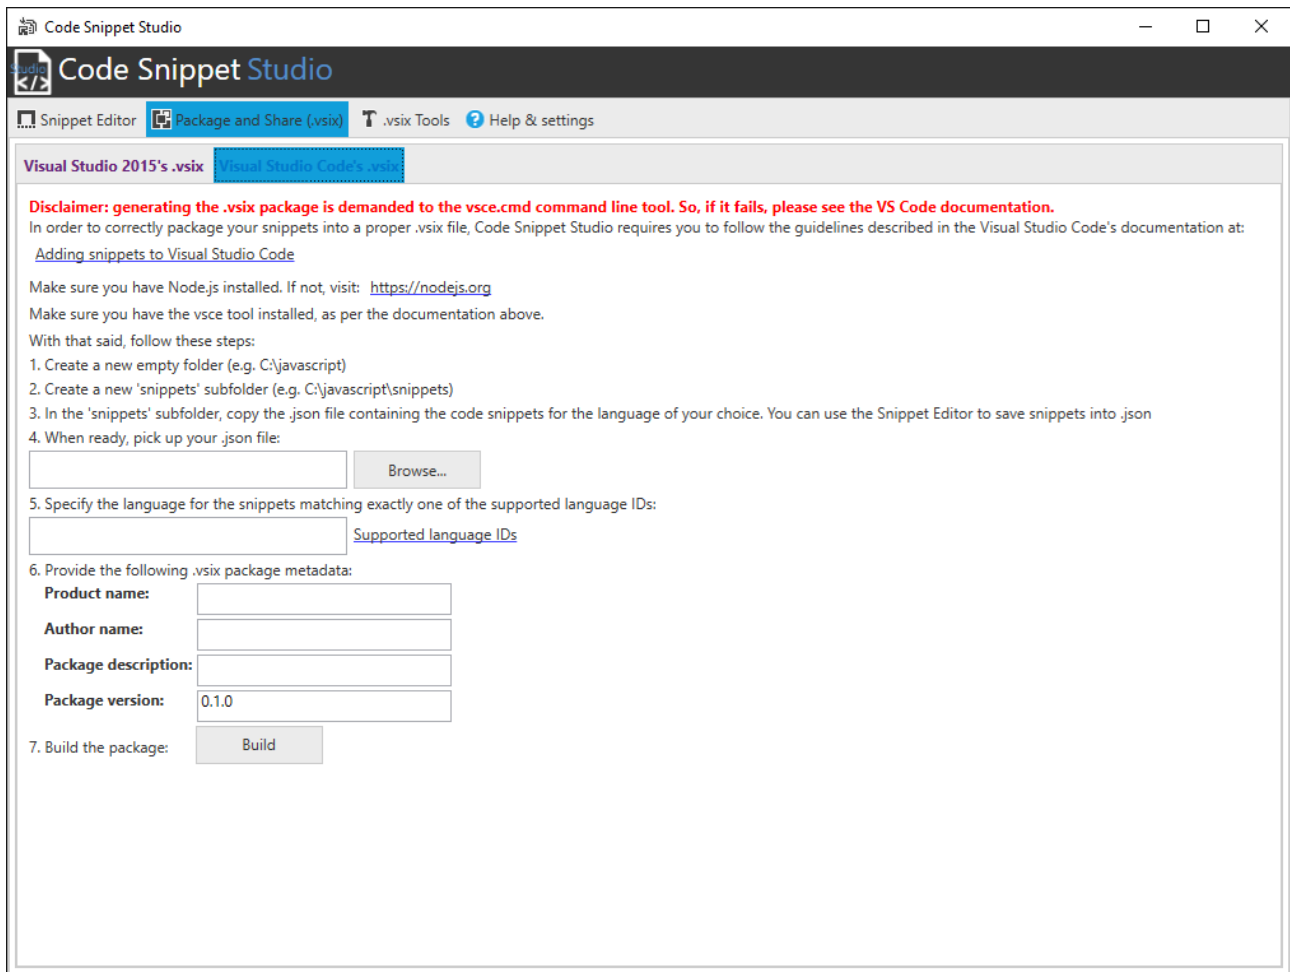 Code Snippet Studio
Studio
</>
Code Snippet Studio
Snippet Editor Package and Share (.vsix) .vsix Tools ? Help & settings
Visual Studio 2015's .vsix Visual Studio Code's .vsix
Disclaimer: generating the .vsix package is demanded to the vsce.cmd command line tool. So, if it fails, please see the VS Code documentation.
In order to correctly package your snippets into a proper .vsix file, Code Snippet Studio requires you to follow the guidelines described in the Visual Studio Code's documentation at:
Adding snippets to Visual Studio Code
Make sure you have Node.js installed. If not, visit: https://nodejs.org
Make sure you have the vsce tool installed, as per the documentation above.
With that said, follow these steps:
1. Create a new empty folder (e.g. C:\javascript)
2. Create a new 'snippets' subfolder (e.g. C:\javascript\snippets)
3. In the 'snippets' subfolder, copy the .json file containing the code snippets for the language of your choice. You can use the Snippet Editor to save snippets into .json
4. When ready, pick up your .json file:
Browse...
5. Specify the language for the snippets matching exactly one of the supported language IDs:
Supported language IDs
6. Provide the following .vsix package metadata:
Product name:
Author name:
Package description:
Package version: 0.1.0
7. Build the package: Build